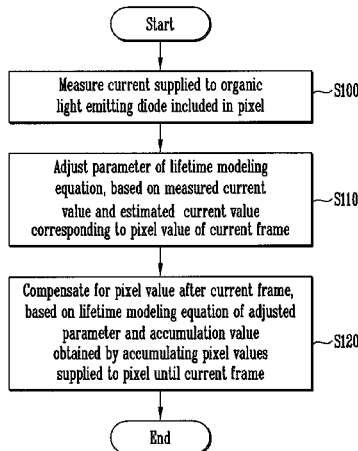 Start
Measure current supplied to organic
light emitting diode included in pixel
S100
Adjust parameter of lifetime modeling
equation, based on measured current
value and estimated current value
corresponding to pixel value of current frame
S110
Compensate for pixel value after current frame,
based on lifetime modeling equation of adjusted
parameter and accumulation value
obtained by accumulating pixel values
supplied to pixel until current frame
S120
End